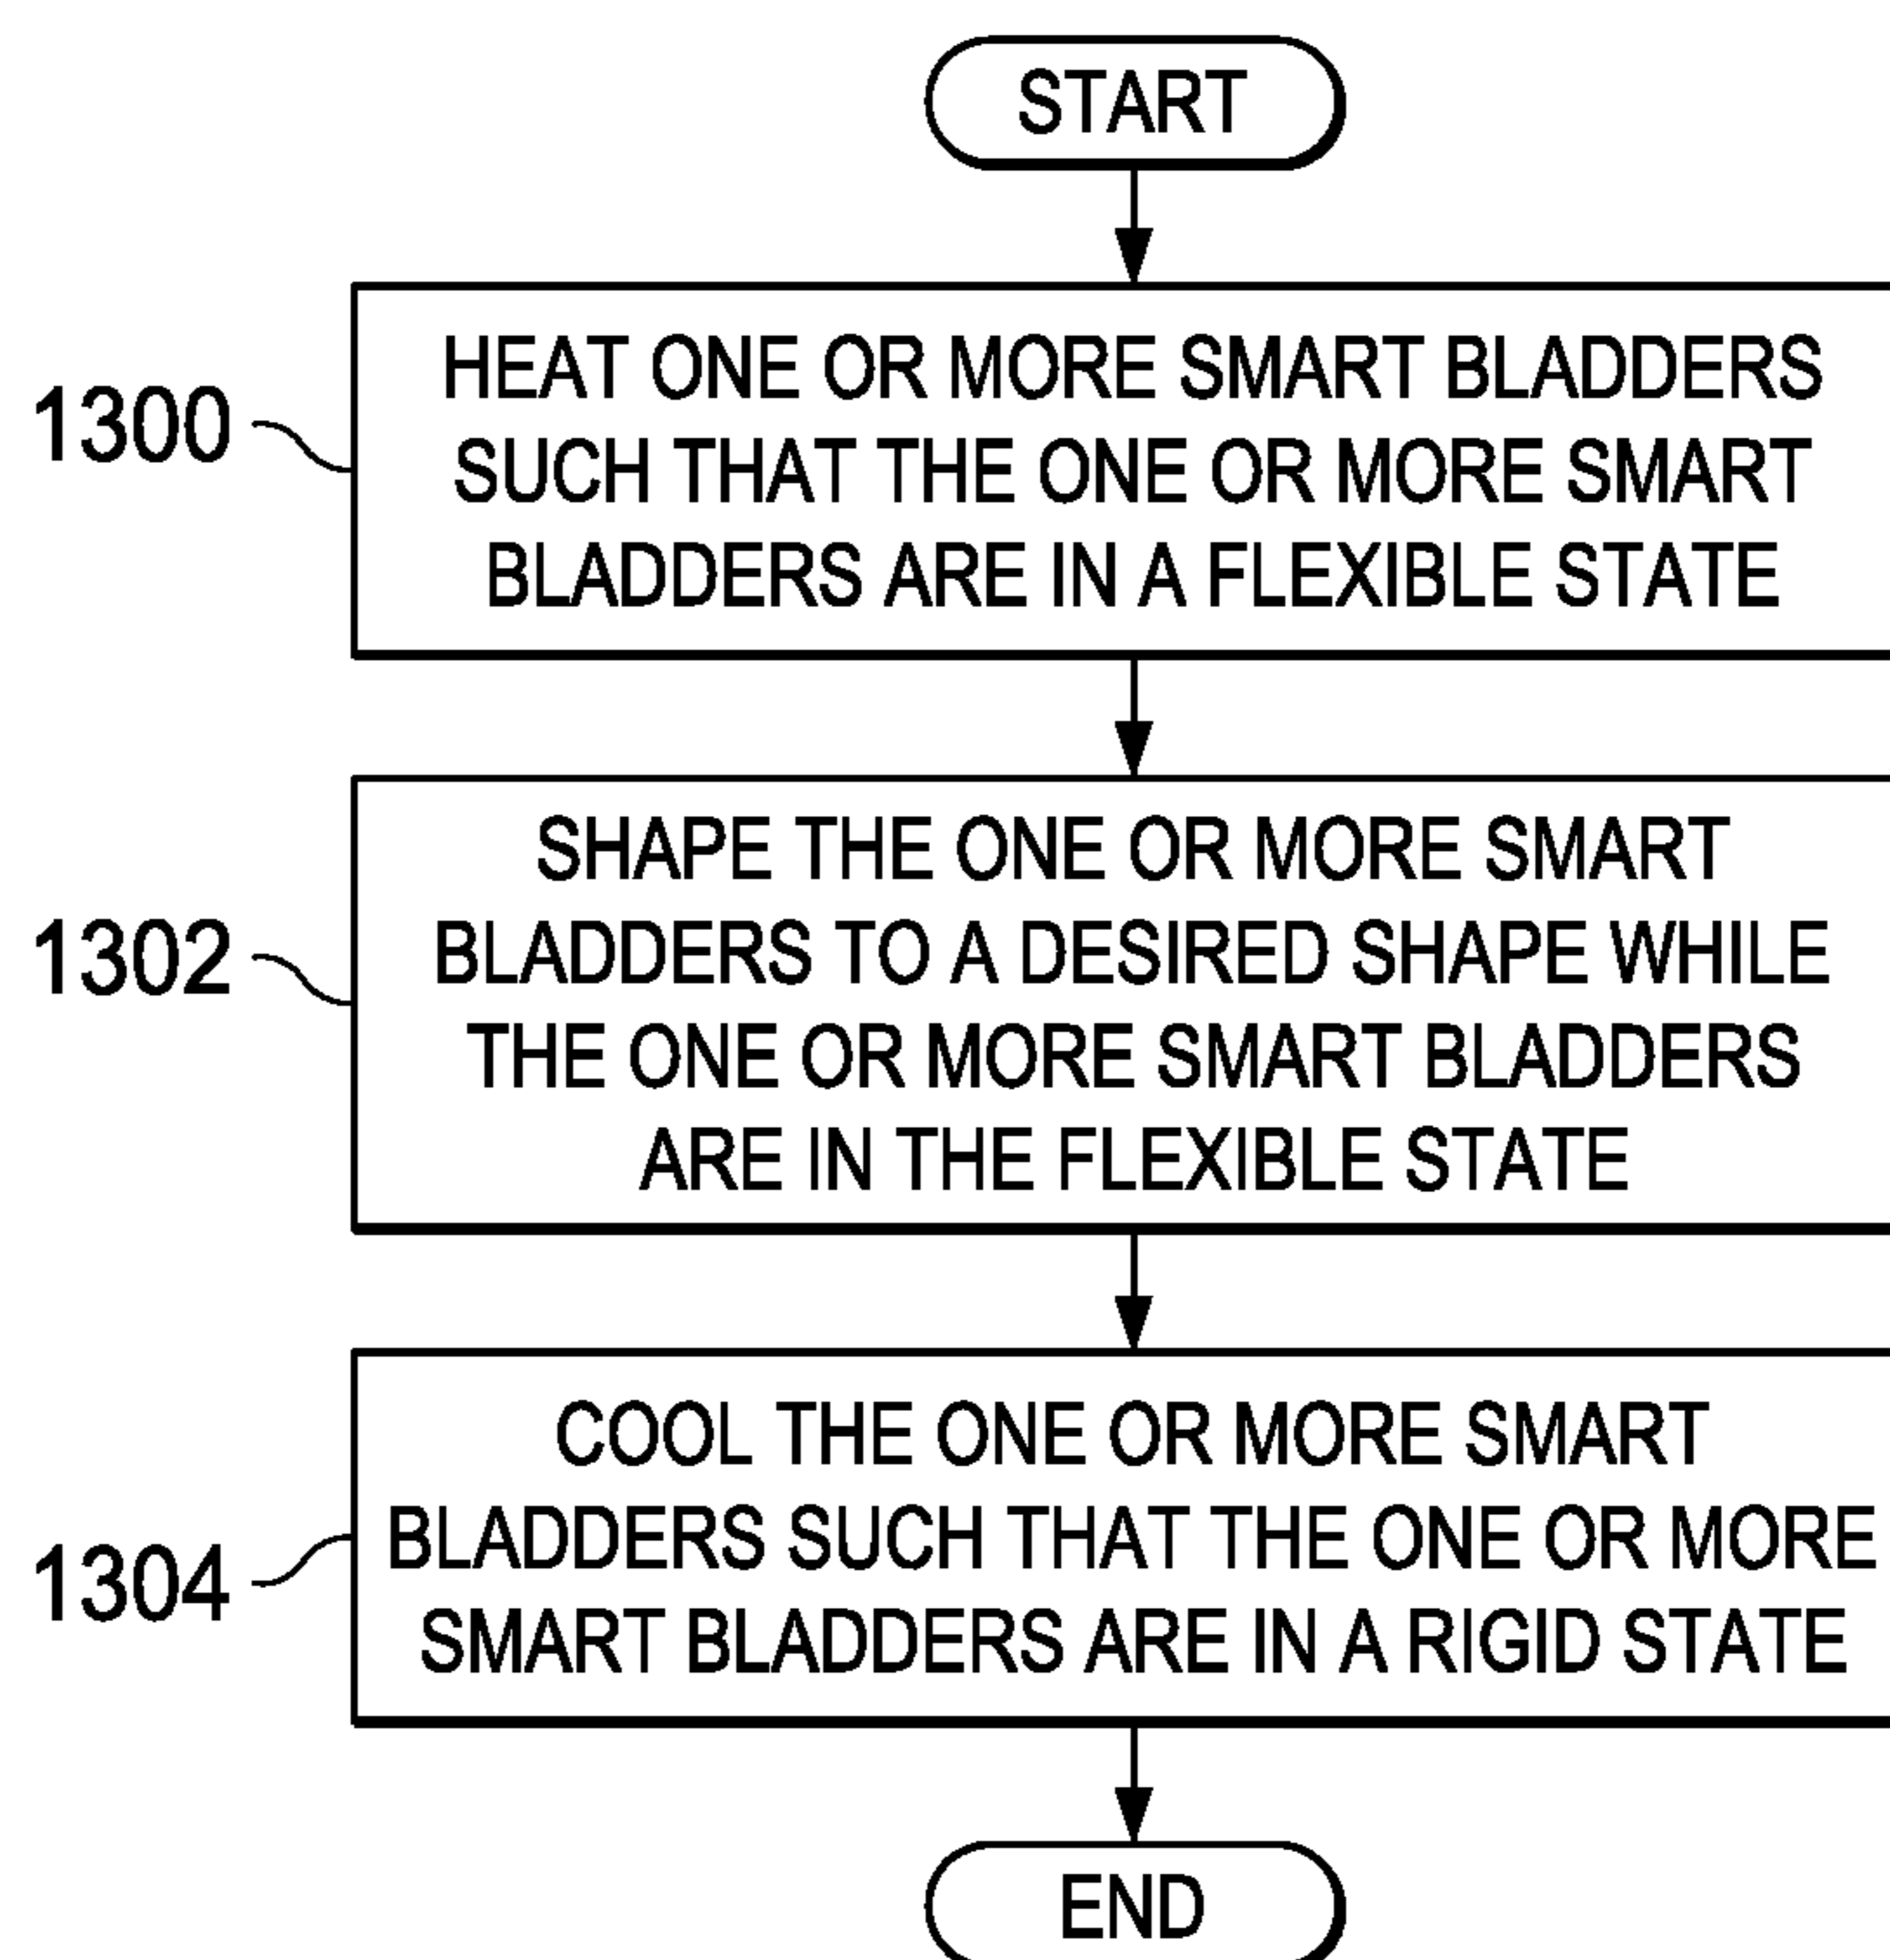 START
1300
HEAT ONE OR MORE SMART BLADDERS
SUCH THAT THE ONE OR MORE SMART
BLADDERS ARE IN A FLEXIBLE STATE
1302
SHAPE THE ONE OR MORE SMART
BLADDERS TO A DESIRED SHAPE WHILE
THE ONE OR MORE SMART BLADDERS
ARE IN THE FLEXIBLE STATE
1304
COOL THE ONE OR MORE SMART
BLADDERS SUCH THAT THE ONE OR MORE
SMART BLADDERS ARE IN A RIGID STATE
END